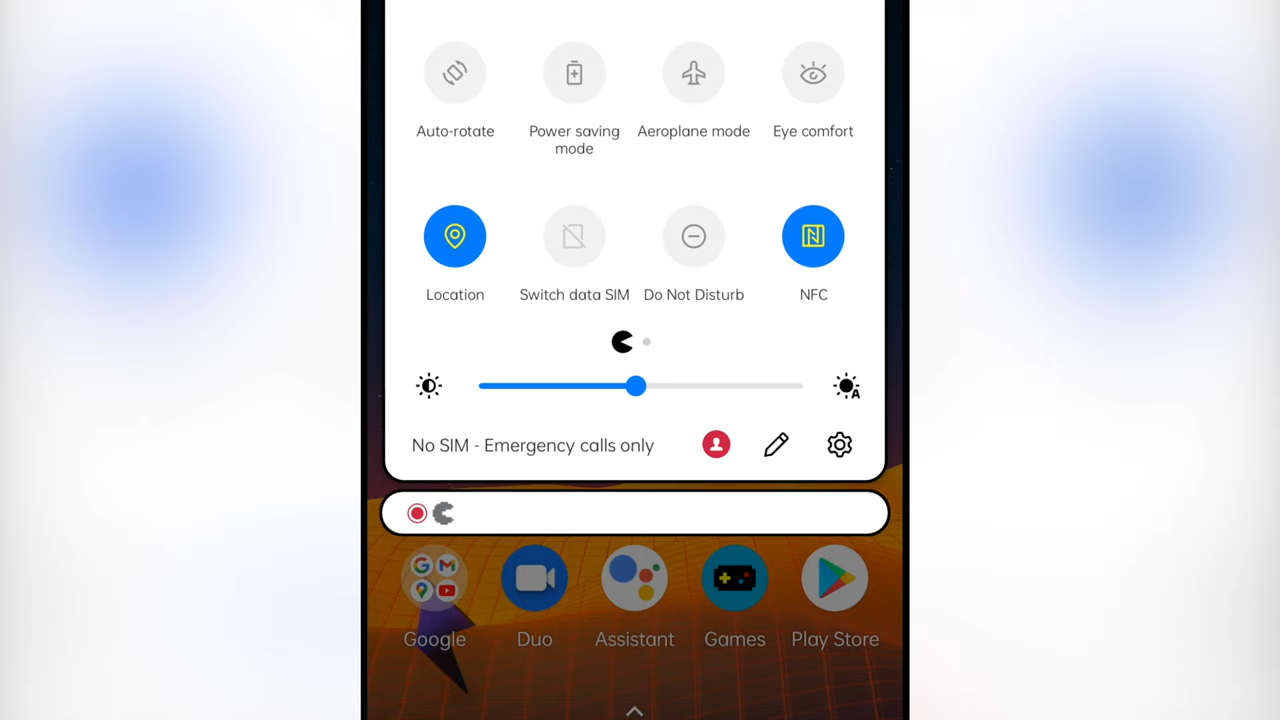 Auto-rotate
Power saving mode
Aeroplane mode
Eye comfort
Location
Switch data SIM
Do Not Disturb
NFC
A
No SIM - Emergency calls only
Google
Duo
Assistant
Games
Play Store